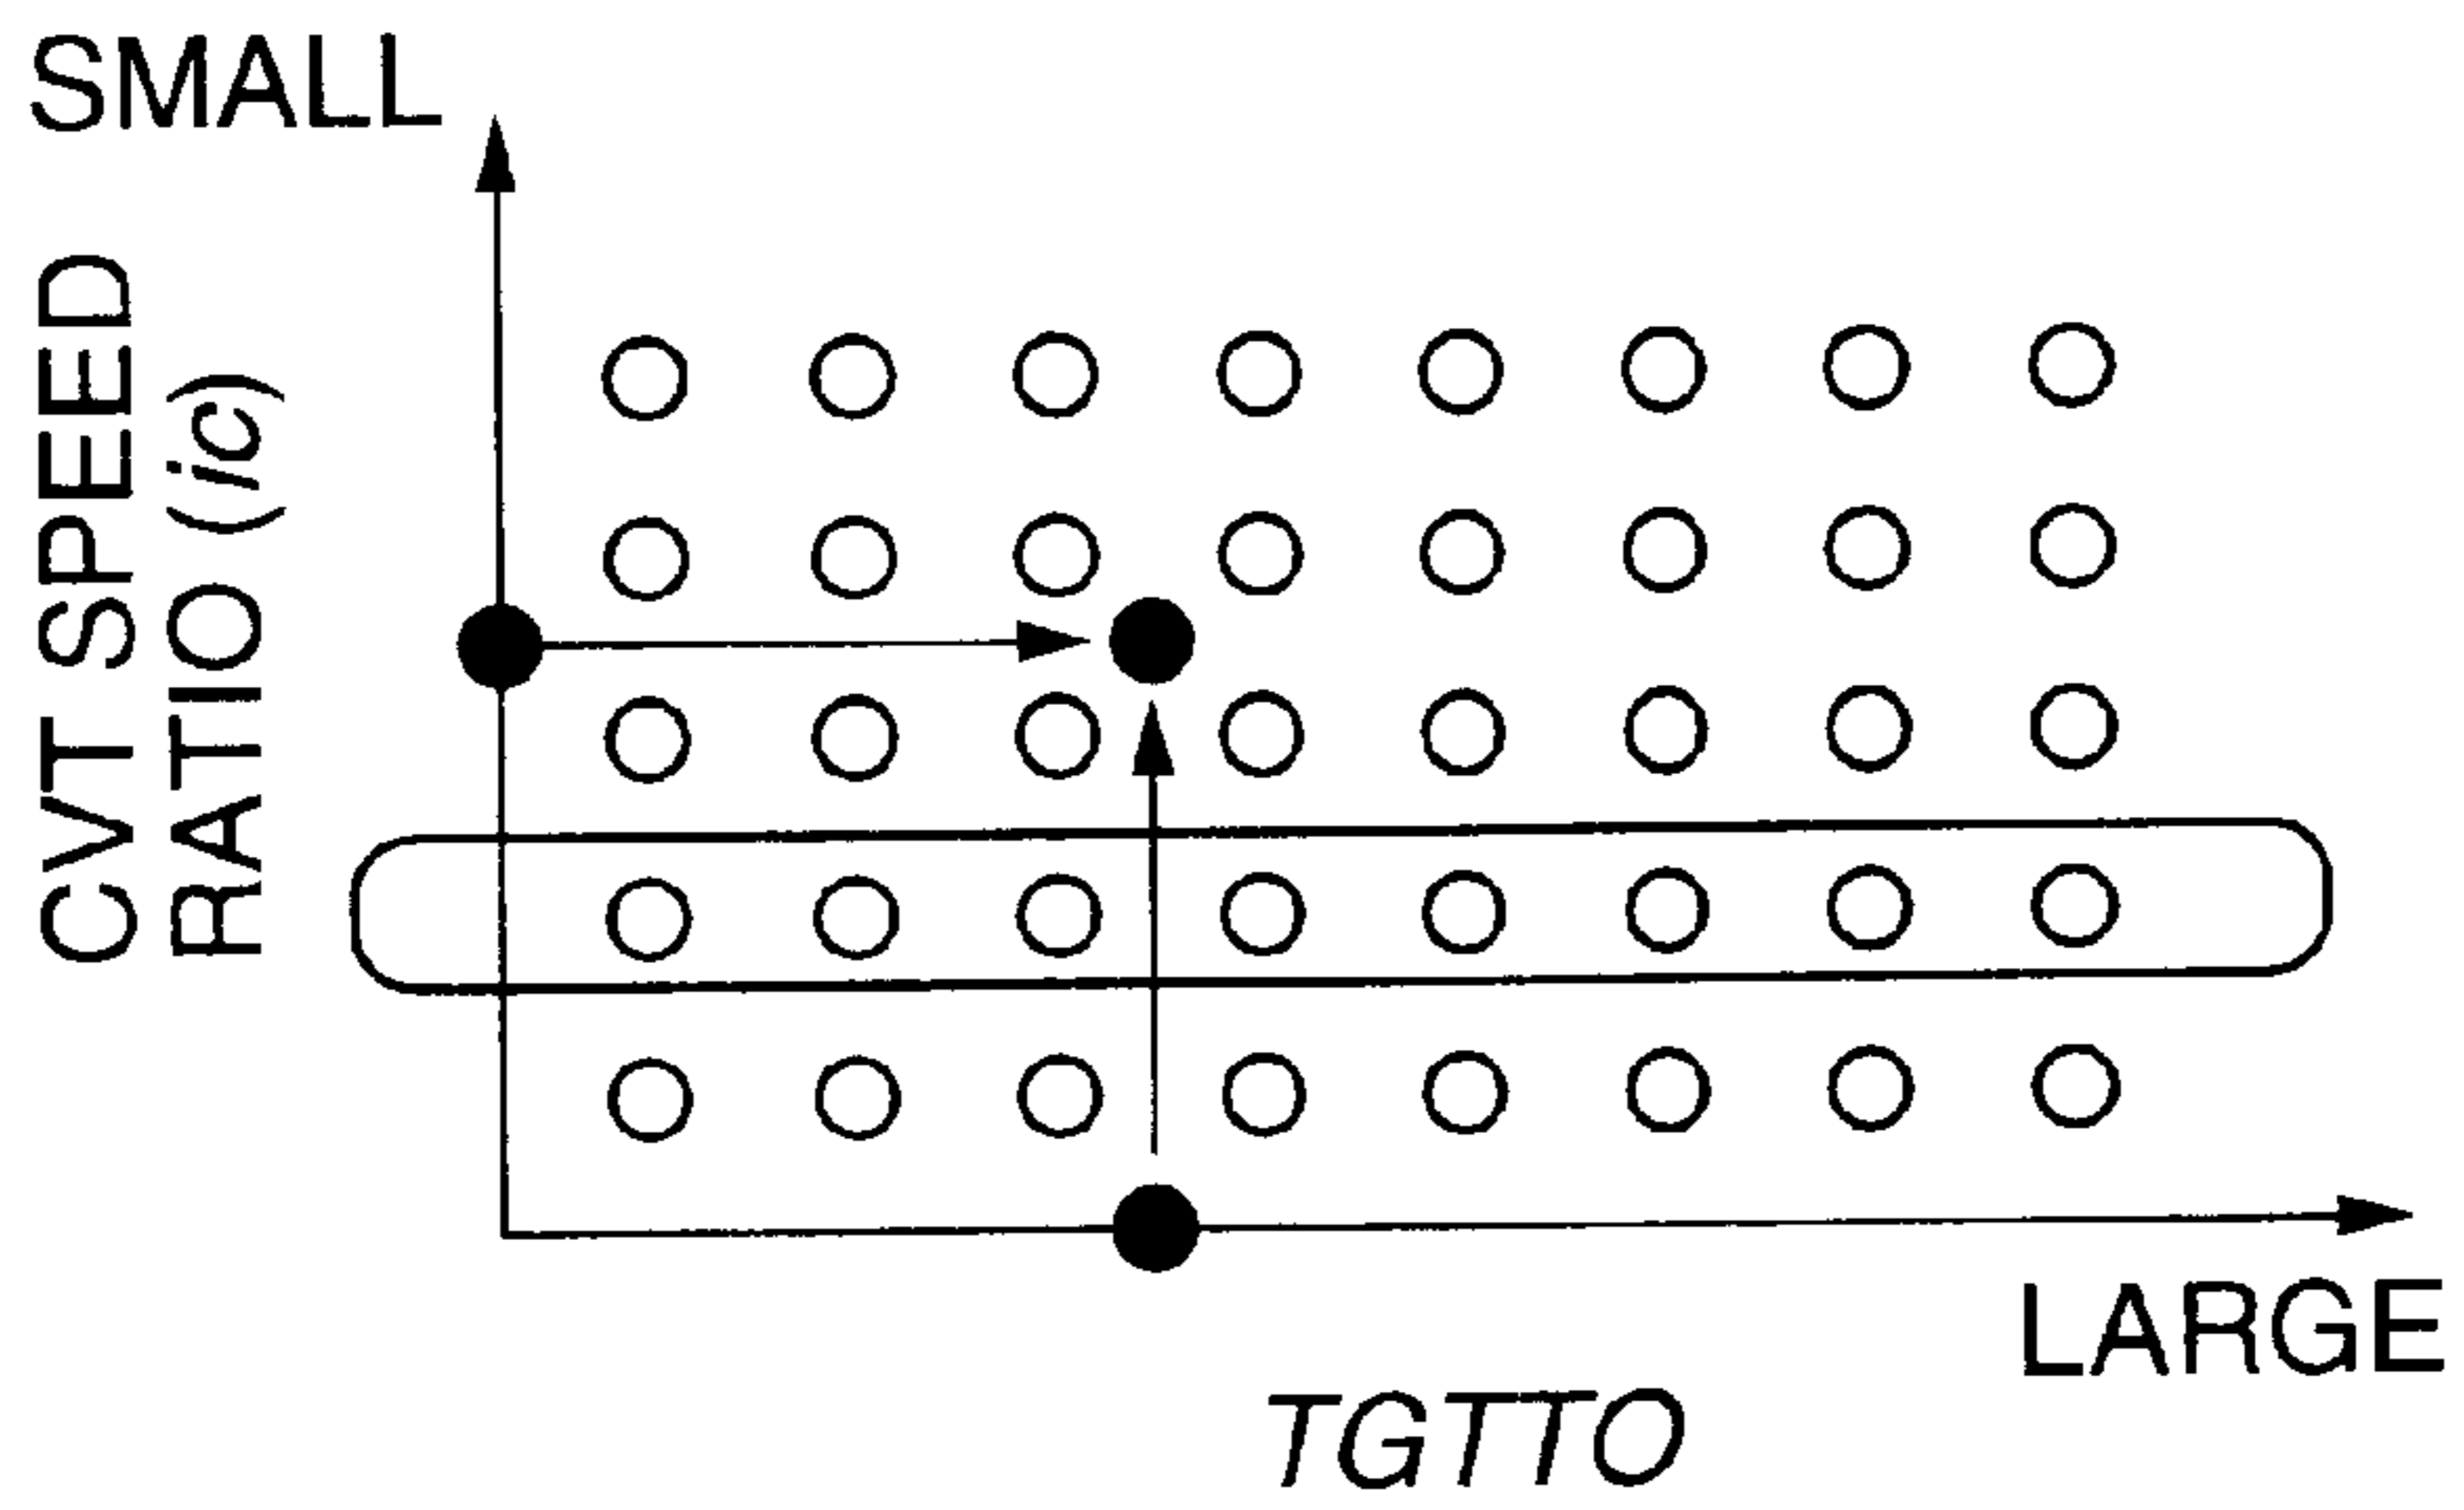 SMALL
CVT SPEED
RATIO (ic)
LARGE
TGTTO